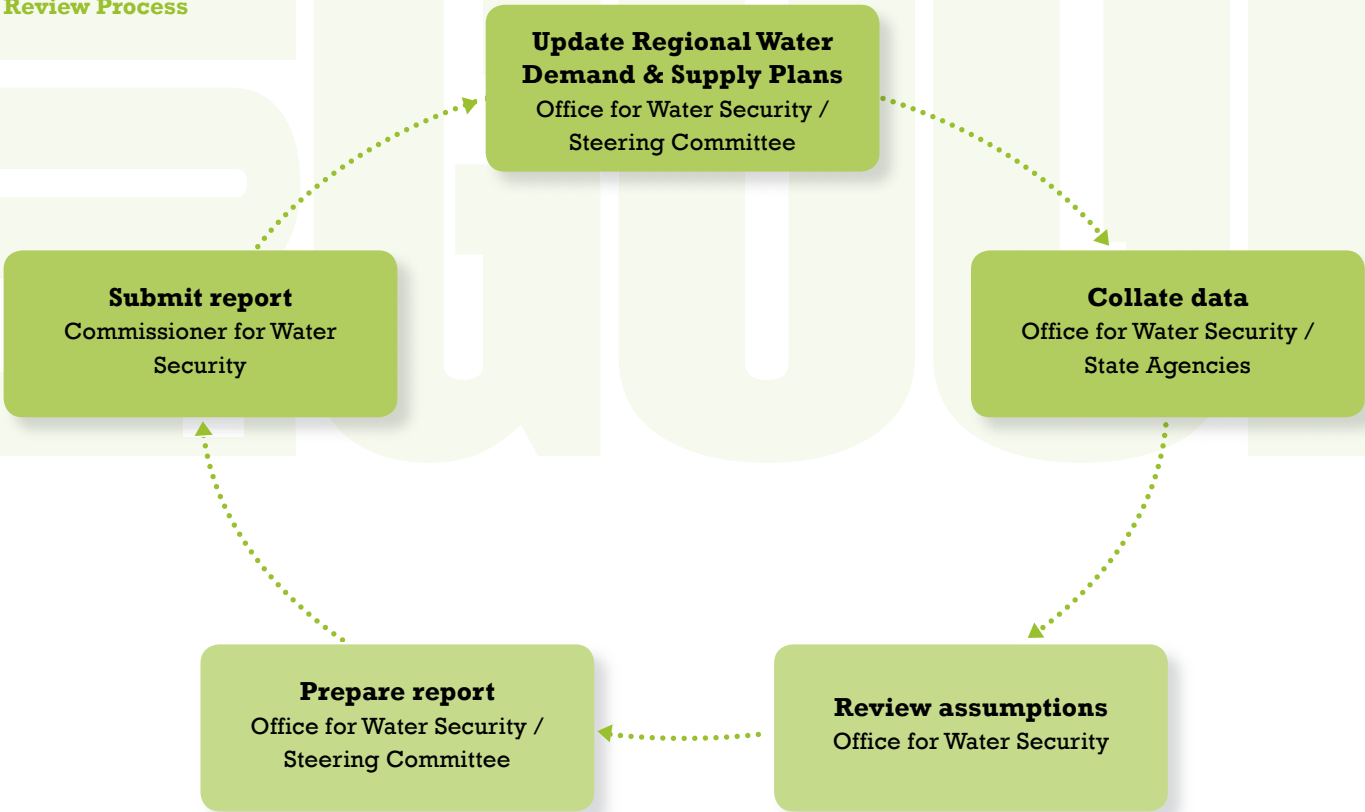 Review Process
Update Regional Water
Demand & Supply Plans
Office for Water Security /
Steering Committee
Submit report
Commissioner for Water
Security
Collate data
Office for Water Security /
State Agencies
Prepare report
Office for Water Security /
Steering Committee
Review assumptions
Office for Water Security